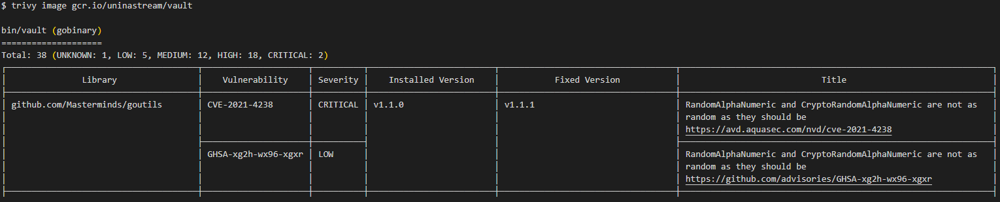 $ trivy image gcr.io/uninastream/vault
bin/vault (gobinary)
====================
Total: 38 (UNKNOWN: 1, LOW: 5, MEDIUM: 12, HIGH: 18, CRITICAL: 2)
Library Vulnerability Severity Installed Version Fixed Version Title
github.com/Masterminds/goutils CVE-2021-4238 CRITICAL v1.1.0 v1.1.1 RandomAlphaNumeric and CryptoRandomAlphaNumeric are not as
random as they should be
https://avd.aquasec.com/nvd/cve-2021-4238
GHSA-xg2h-wx96-xgxr LOW RandomAlphaNumeric and CryptoRandomAlphaNumeric are not as
random as they should be
https://github.com/advisories/GHSA-xg2h-wx96-xgxr